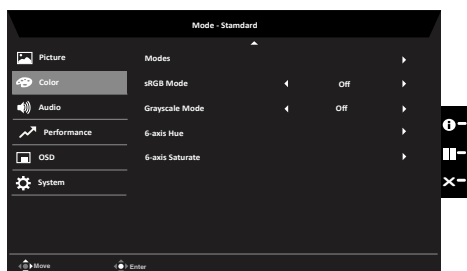 Mode - Stamdard
Picture
Modes
Color
sRGB Mode
Off
Audio
Grayscale Mode
Off
Performance
6-axis Hue
OSD
6-axis Saturate
System
Move
Enter